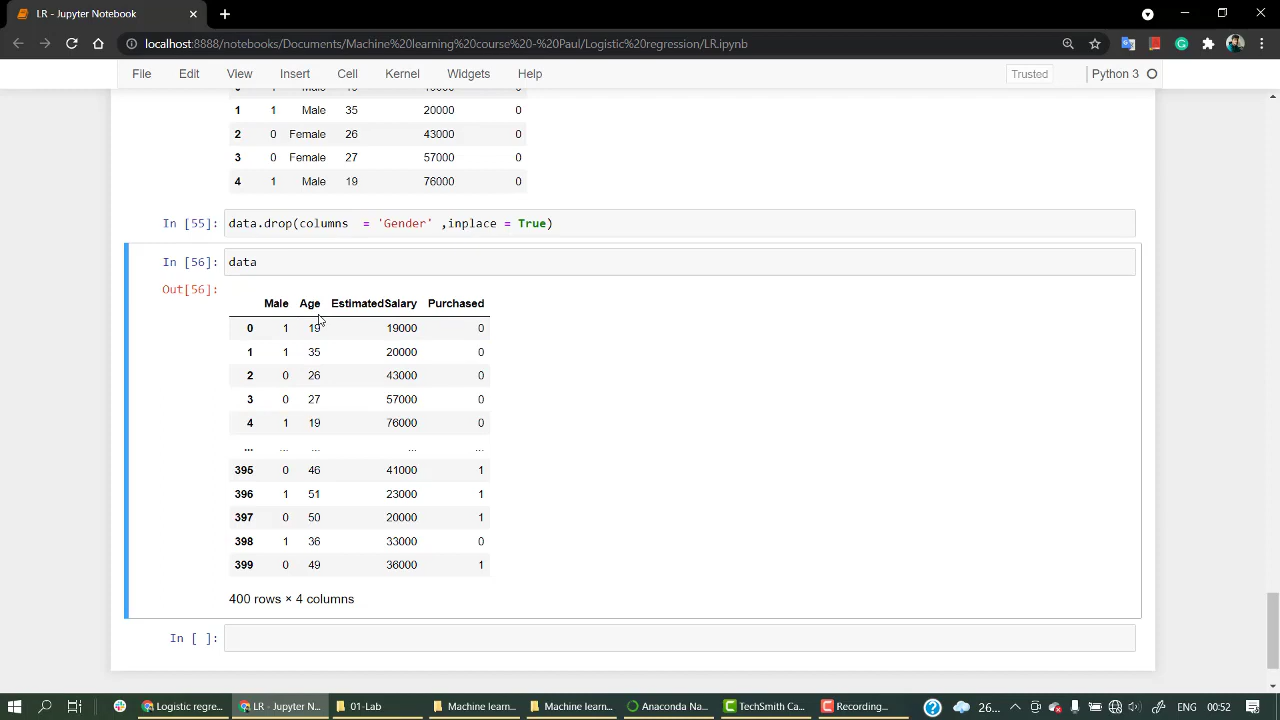 LR - Jupyter Notebook
localhost:8888/notebooks/Documents/Machine%20learning%20course%20-%20Paul/Logistic%20regression/LR.ipynb
File Edit View Insert Cell Kernel Widgets Help Trusted Python 3
1 1 Male 35 20000 0
2 0 Female 26 43000 0
3 0 Female 27 57000 0
4 1 Male 19 76000 0
In [55]: data.drop(columns = 'Gender' ,inplace = True)
In [56]: data
Out[56]:
Male Age EstimatedSalary Purchased
0 1 19 19000 0
1 1 35 20000 0
2 0 26 43000 0
3 0 27 57000 0
4 1 19 76000 0
... ... ... ... ...
395 0 46 41000 1
396 1 51 23000 1
397 0 50 20000 1
398 1 36 33000 0
399 0 49 36000 1
400 rows × 4 columns
In [ ]:
Logistic regre... LR - Jupyter N... 01-Lab Machine learn... Machine learn... Anaconda Na... TechSmith Ca... Recording... 26... ENG 00:52